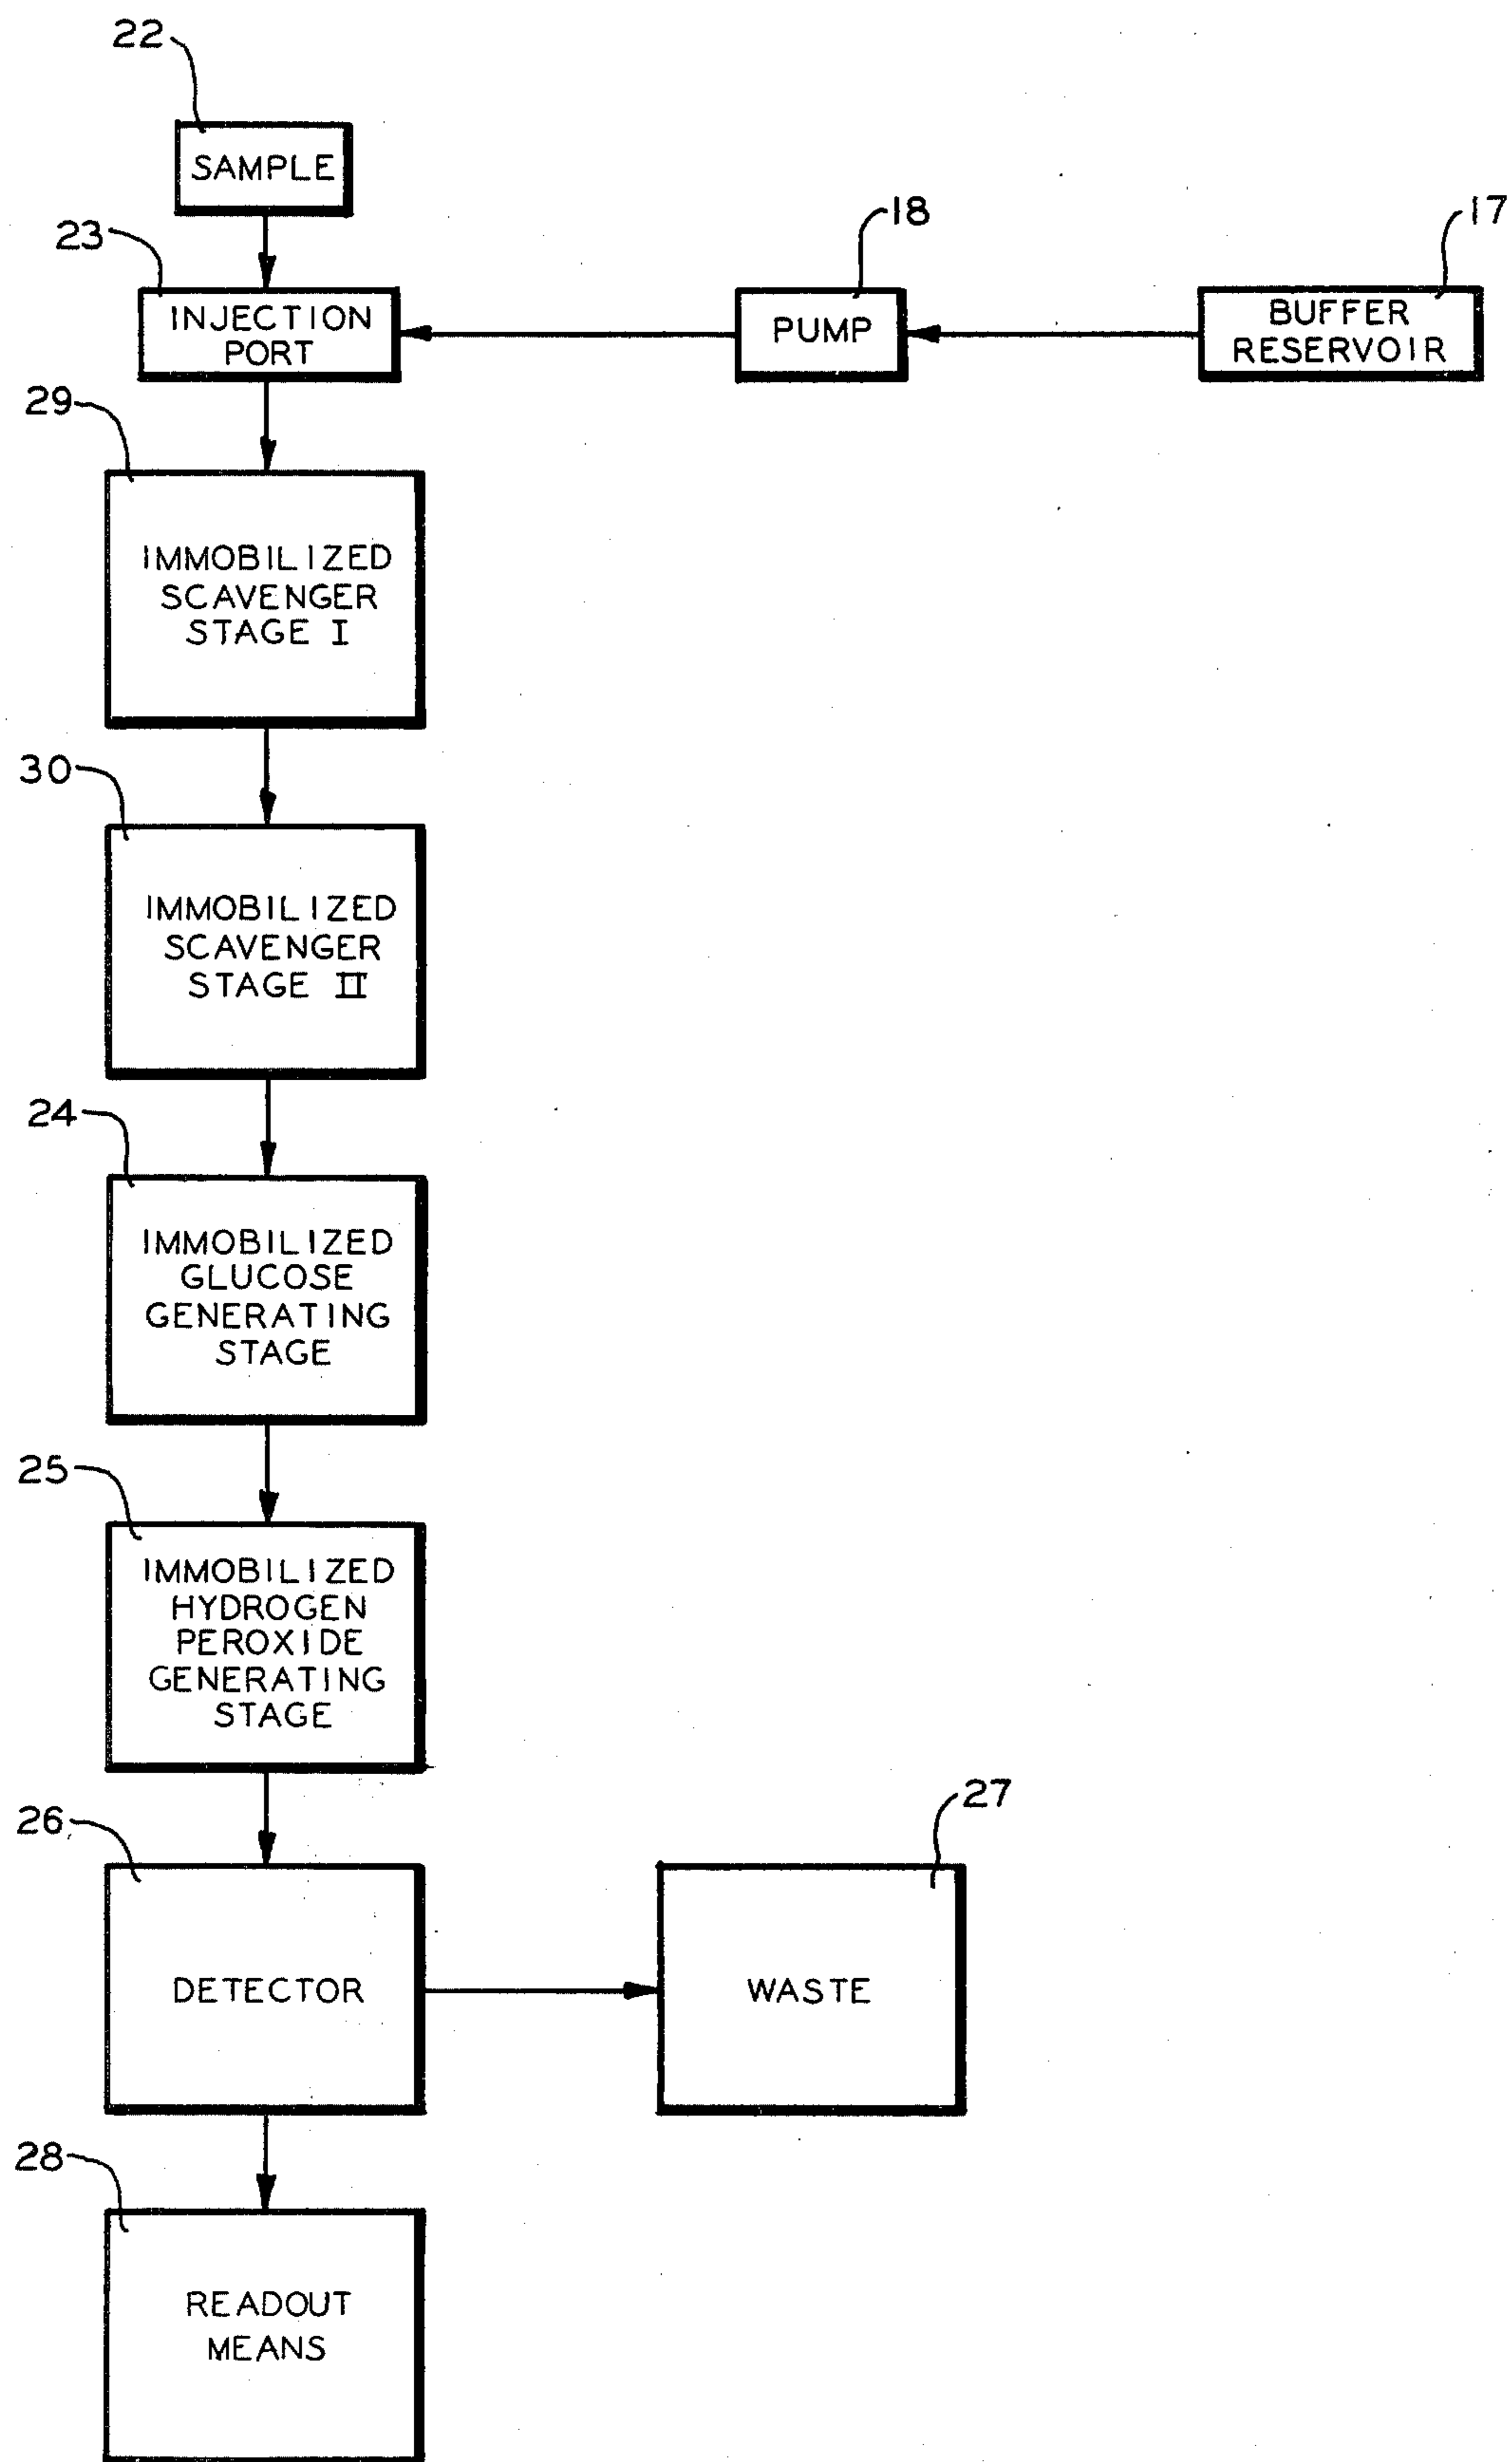 22
SAMPLE
23
18
17
INJECTION
PORT
PUMP
BUFFER
RESERVOIR
29
IMMOBILIZED
SCAVENGER
STAGE I
30
IMMOBILIZED
SCAVENGER
STAGE II
24
IMMOBILIZED
GLUCOSE
GENERATING
STAGE
25
IMMOBILIZED
HYDROGEN
PEROXIDE
GENERATING
STAGE
26
27
DETECTOR
WASTE
28
READOUT
MEANS